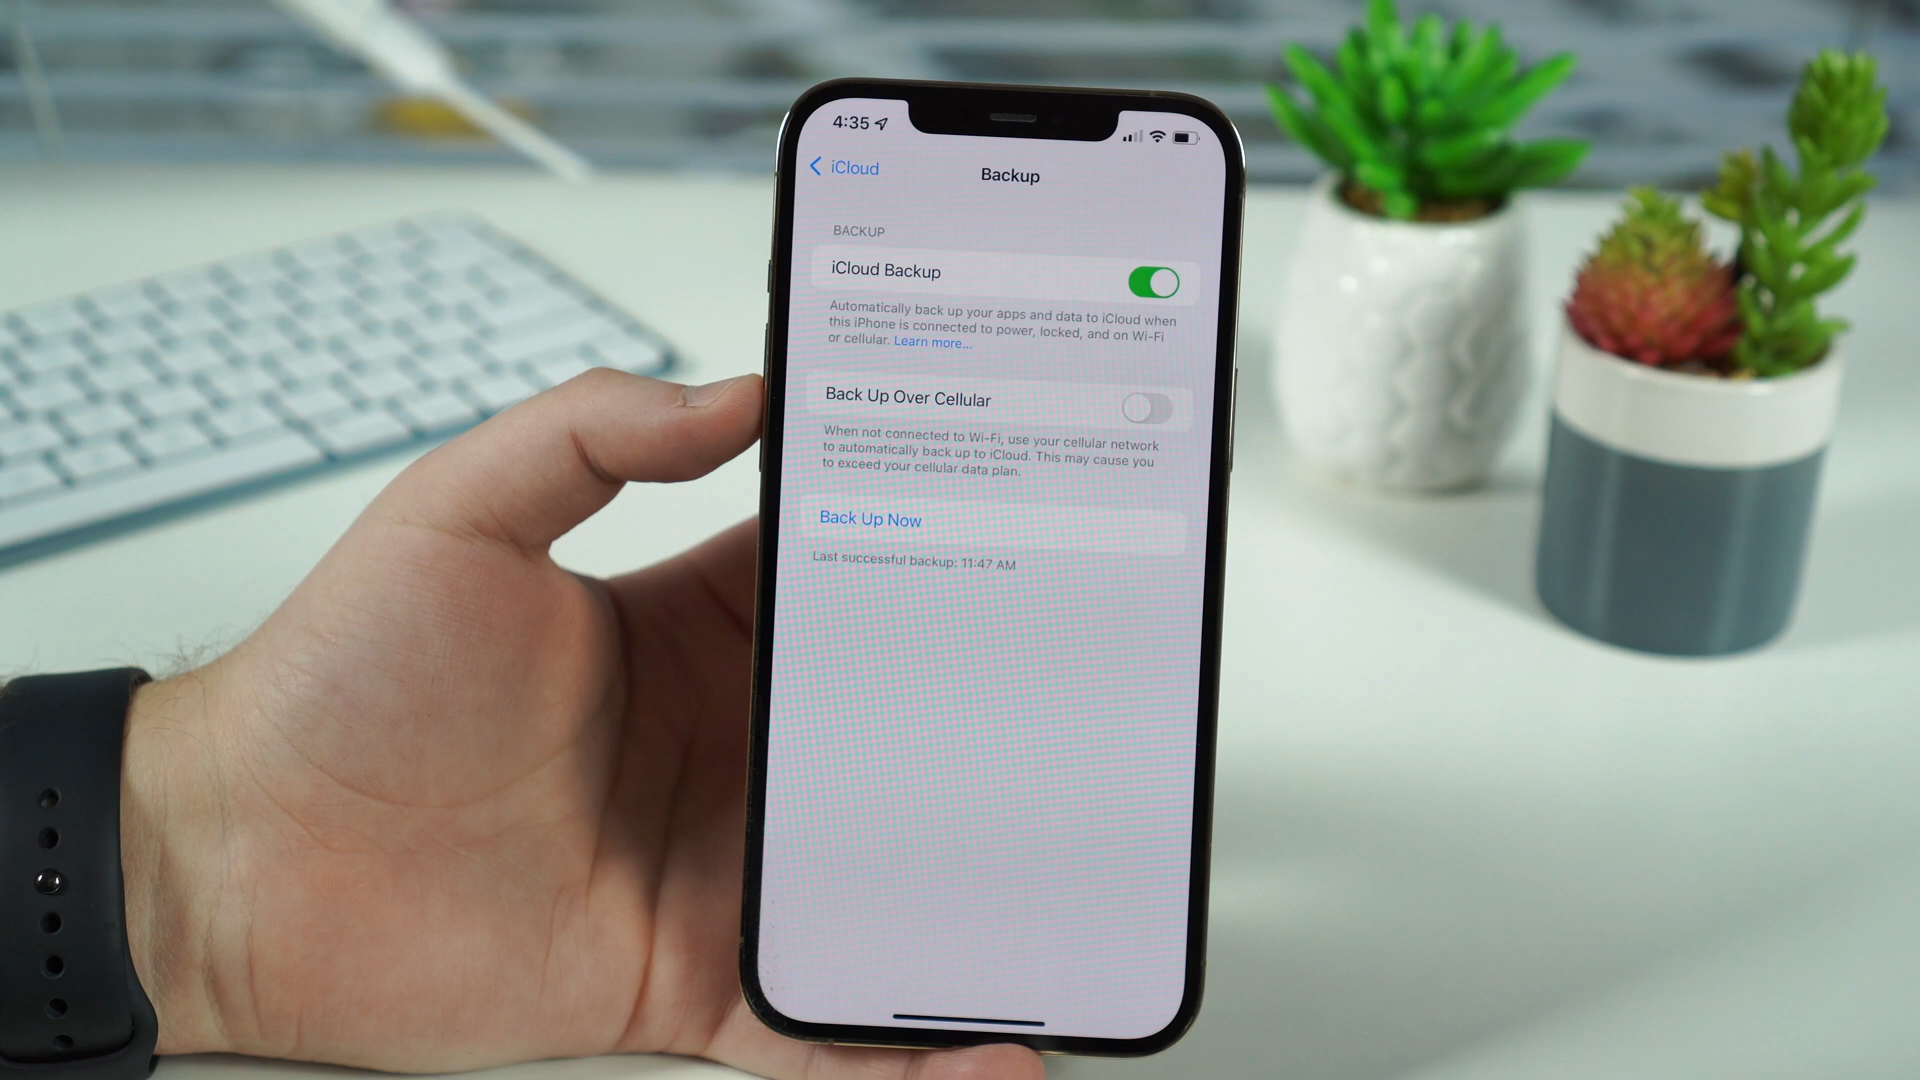 4:35
iCloud
Backup
BACKUP
iCloud Backup
Automatically back up your apps and data to iCloud when
this iPhone is connected to power, locked, and on Wi-Fi
or cellular. Learn more...
Back Up Over Cellular
When not connected to Wi-Fi, use your cellular network
to automatically back up to iCloud. This may cause you
to exceed your cellular data plan.
Back Up Now
Last successful backup: 11:47 AM